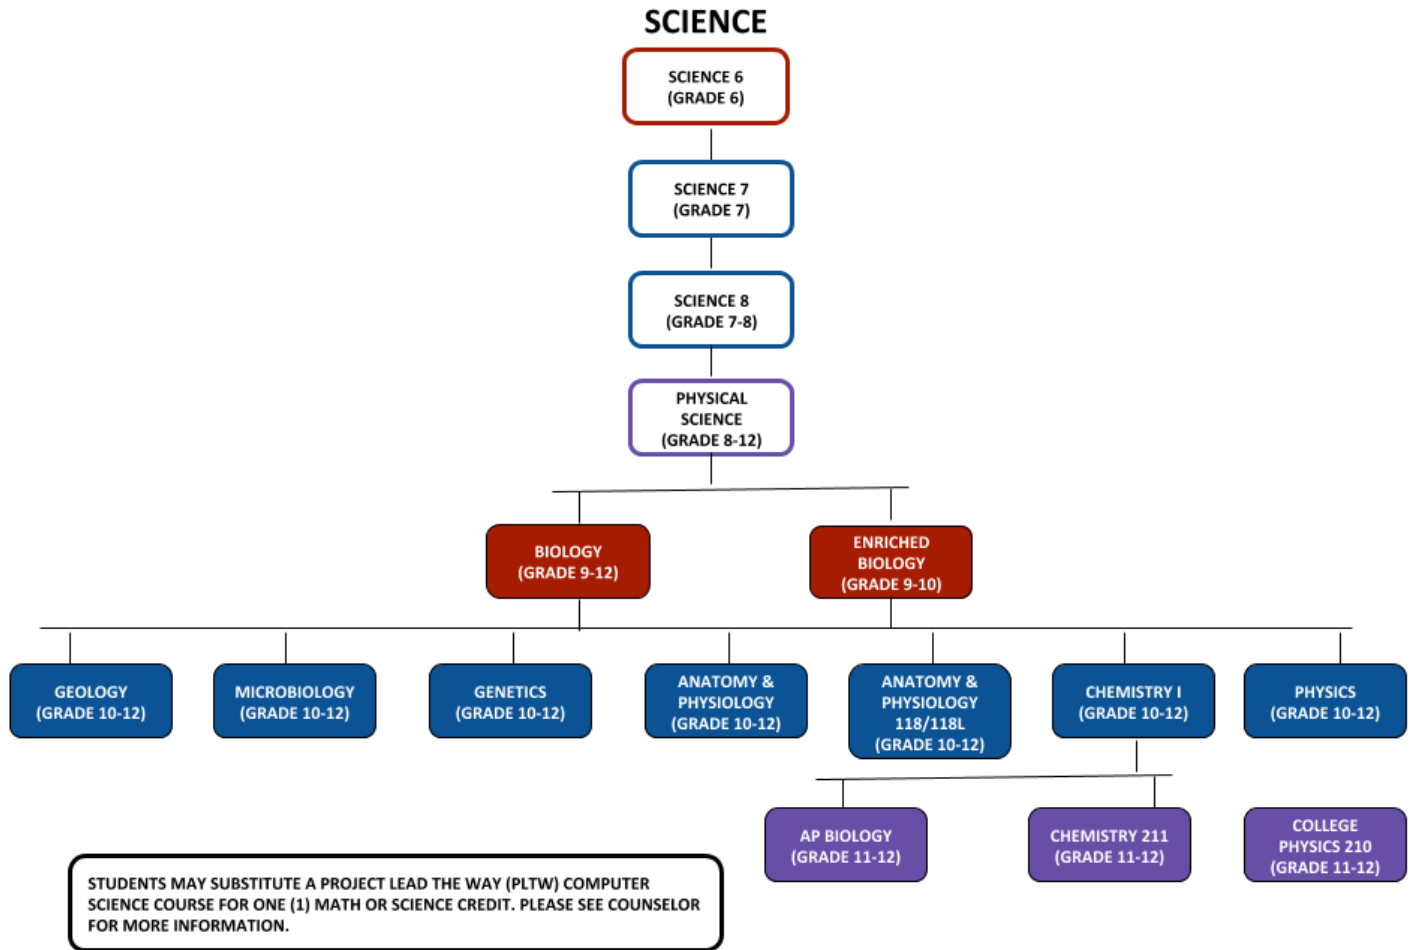 SCIENCE
SCIENCE 6
(GRADE 6)
SCIENCE 7
(GRADE 7)
SCIENCE 8
(GRADE 7-8)
PHYSICAL
SCIENCE
(GRADE 8-12)
BIOLOGY
(GRADE 9-12)
ENRICHED
BIOLOGY
(GRADE 9-10)
GEOLOGY
(GRADE 10-12)
MICROBIOLOGY
(GRADE 10-12)
GENETICS
(GRADE 10-12)
ANATOMY &
PHYSIOLOGY
(GRADE 10-12)
ANATOMY &
PHYSIOLOGY
118/118L
(GRADE 10-12)
CHEMISTRY I
(GRADE 10-12)
PHYSICS
(GRADE 10-12)
AP BIOLOGY
(GRADE 11-12)
CHEMISTRY 211
(GRADE 11-12)
COLLEGE
PHYSICS 210
(GRADE 11-12)
STUDENTS MAY SUBSTITUTE A PROJECT LEAD THE WAY (PLTW) COMPUTER
SCIENCE COURSE FOR ONE (1) MATH OR SCIENCE CREDIT. PLEASE SEE COUNSELOR
FOR MORE INFORMATION.